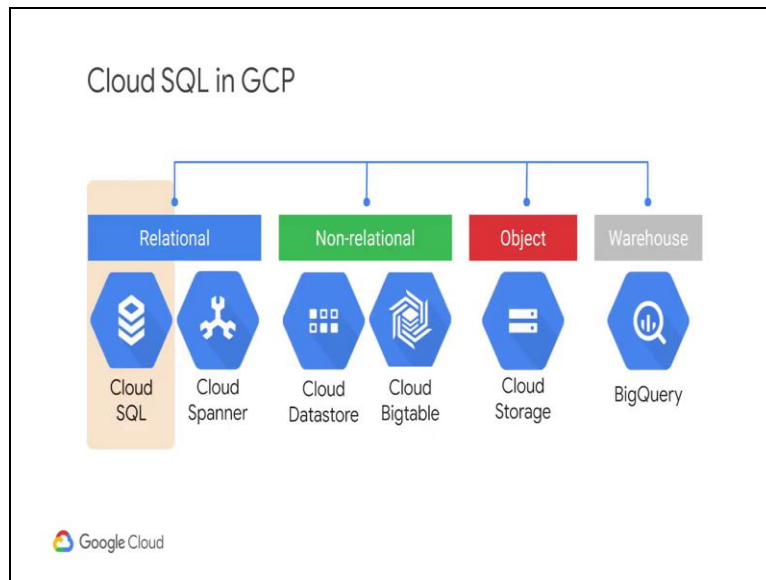 Cloud SQL in GCP
Relational
Non-relational
Object
Warehouse
Cloud
SQL
Cloud
Spanner
Cloud
Datastore
Cloud
Bigtable
Cloud
Storage
BigQuery
Google Cloud